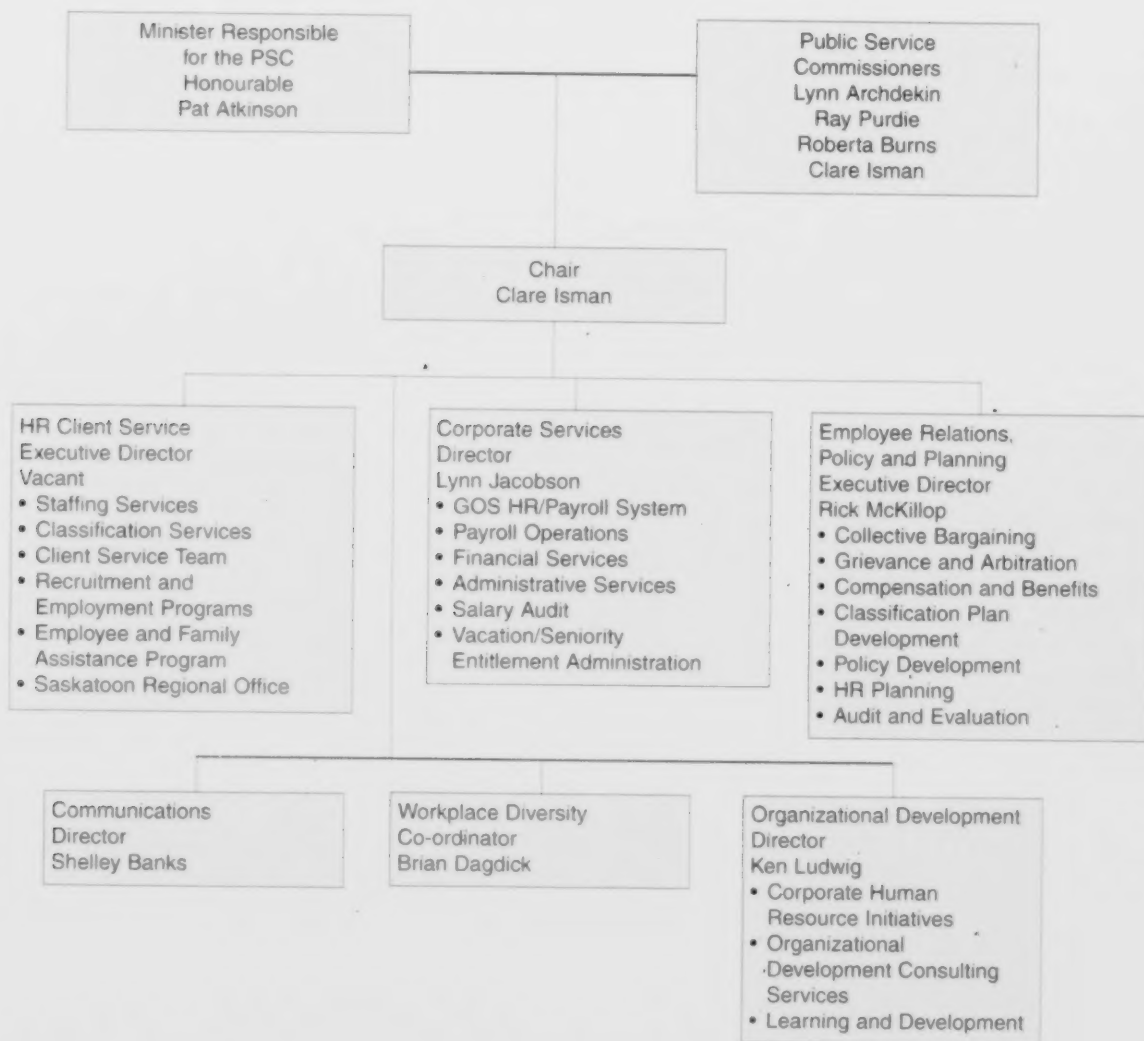 Minister Responsible
for the PSC
Honourable
Pat Atkinson
Public Service
Commissioners
Lynn Archdekin
Ray Purdie
Roberta Burns
Clare Isman
Chair
Clare Isman
HR Client Service
Executive Director
Vacant
• Staffing Services
• Classification Services
• Client Service Team
• Recruitment and
Employment Programs
• Employee and Family
Assistance Program
• Saskatoon Regional Office
Corporate Services
Director
Lynn Jacobson
• GOS HR/Payroll System
• Payroll Operations
• Financial Services
• Administrative Services
• Salary Audit
• Vacation/Seniority
Entitlement Administration
Employee Relations,
Policy and Planning
Executive Director
Rick McKillop
• Collective Bargaining
• Grievance and Arbitration
• Compensation and Benefits
• Classification Plan
Development
• Policy Development
• HR Planning
• Audit and Evaluation
Communications
Director
Shelley Banks
Workplace Diversity
Co-ordinator
Brian Dagdick
Organizational Development
Director
Ken Ludwig
• Corporate Human
Resource Initiatives
• Organizational
Development Consulting
Services
• Learning and Development